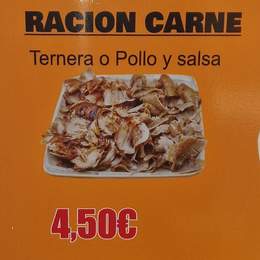 RACION CARNE
Ternera o Pollo y salsa
4,50€